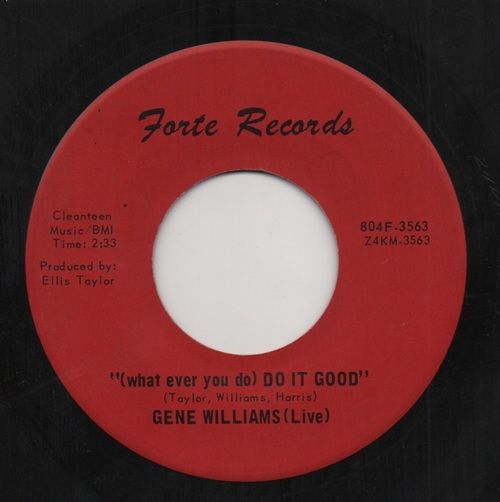 Forte Records
Cleanteen
Music/BMI
Time: 2:33
Produced by:
Ellis Taylor
804F-3563
Z4KM-3563
"(what ever you do) DO IT GOOD"
(Taylor, Williams, Harris)
GENE WILLIAMS (Live)